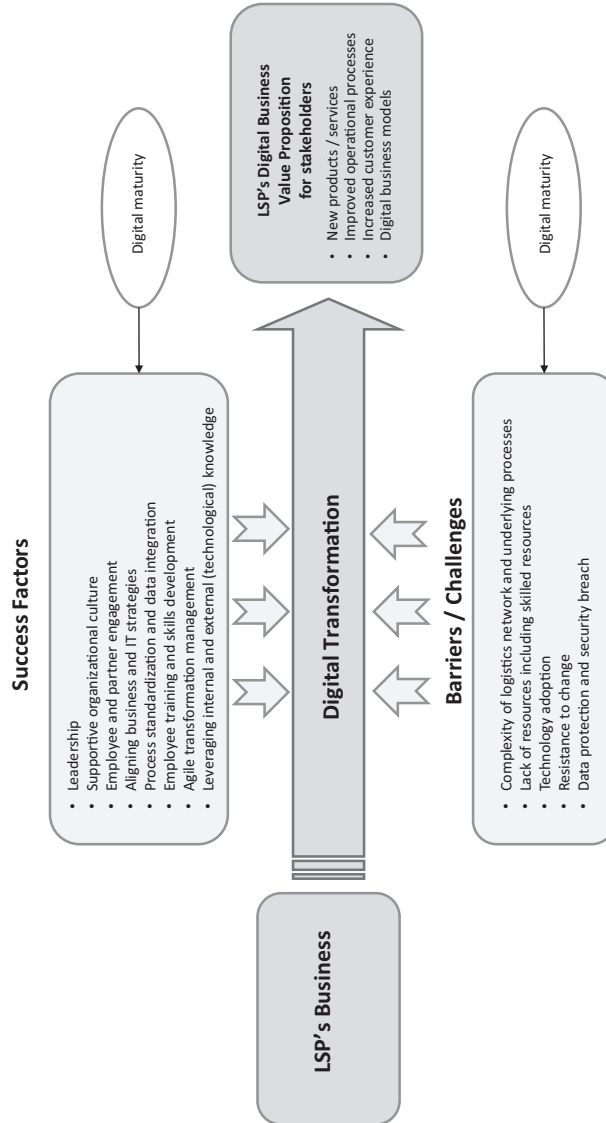 Success Factors
• Leadership
• Supportive organizational culture
• Employee and partner engagement
• Aligning business and IT strategies
• Process standardization and data integration
• Employee training and skills development
• Agile transformation management
• Leveraging internal and external (technological) knowledge
Digital maturity
LSP's Business
Digital Transformation
LSP's Digital Business
Value Proposition
for stakeholders
• New products / services
• Improved operational processes
• Increased customer experience
• Digital business models
Barriers / Challenges
• Complexity of logistics network and underlying processes
• Lack of resources including skilled resources
• Technology adoption
• Resistance to change
• Data protection and security breach
Digital maturity